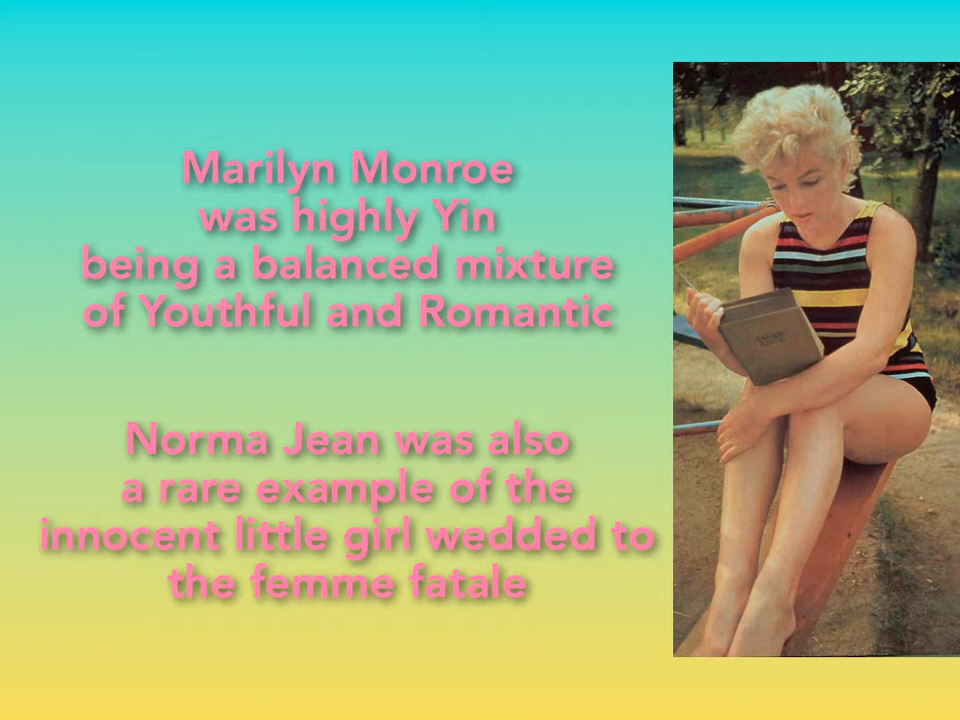 Marilyn Monroe
was highly Yin
being a balanced mixture
of Youthful and Romantic
Norma Jean was also
a rare example of the
innocent little girl wedded to
the femme fatale